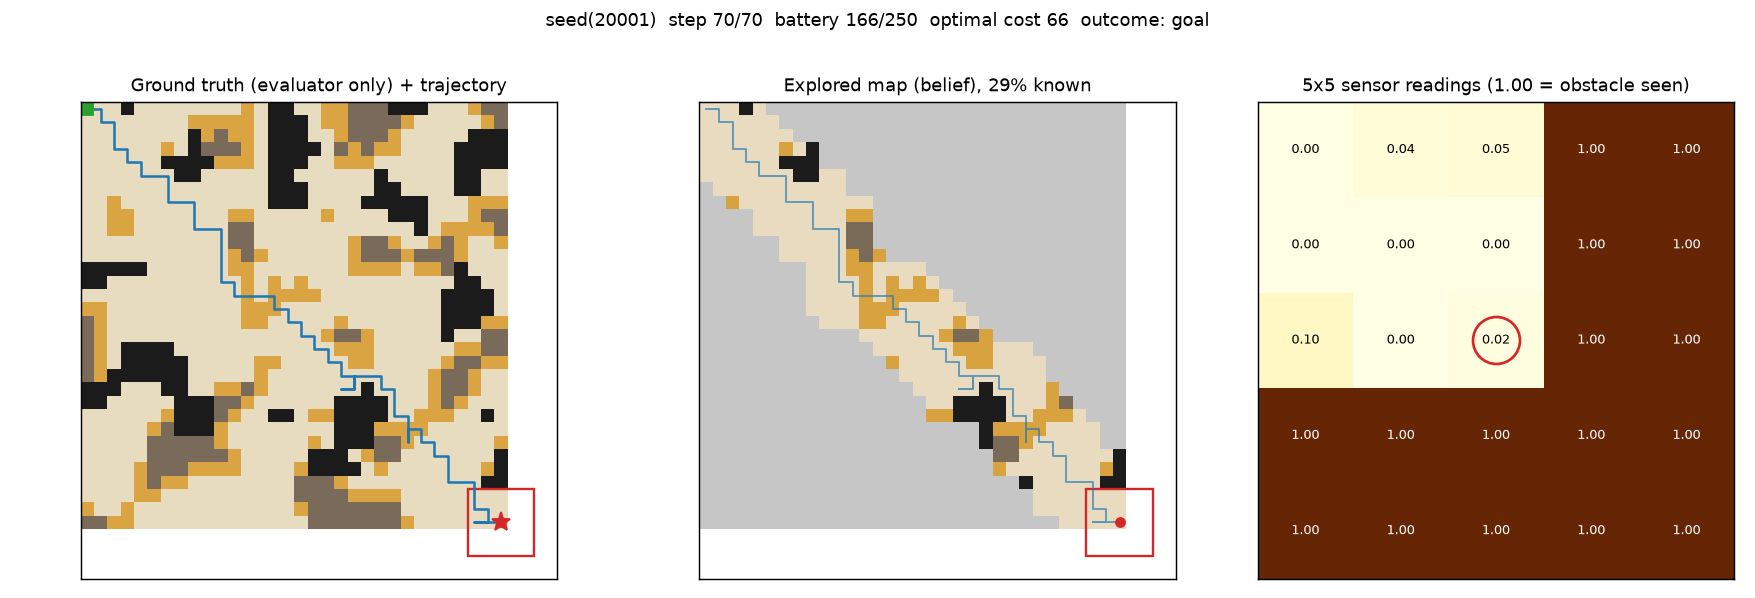 seed(20001)  step 70/70  battery 166/250  optimal cost 66  outcome: goal
Ground truth (evaluator only) + trajectory
Explored map (belief), 29% known
5x5 sensor readings (1.00 = obstacle seen)
0.00 0.04 0.05 1.00 1.00
0.00 0.00 0.00 1.00 1.00
0.10 0.00 0.02 1.00 1.00
1.00 1.00 1.00 1.00 1.00
1.00 1.00 1.00 1.00 1.00